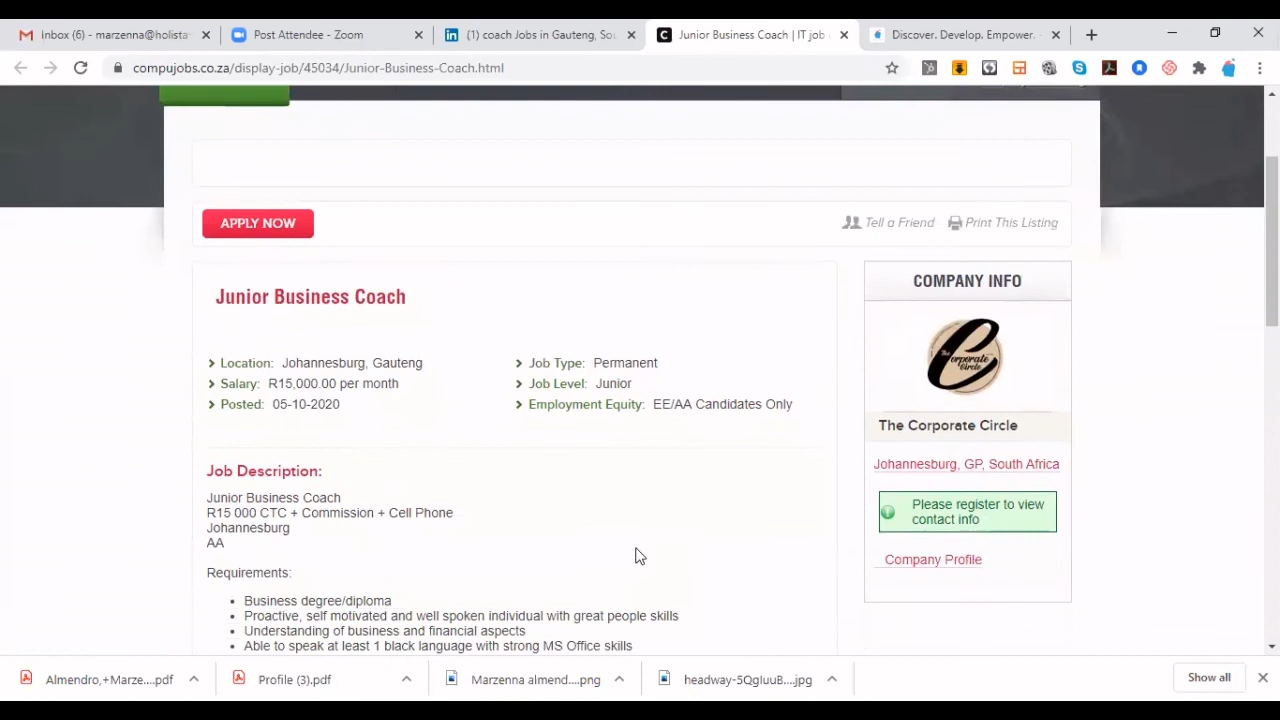 Inbox (6) - marzenna@holista
Post Attendee - Zoom
(1) coach Jobs in Gauteng, Sou
Junior Business Coach | IT job
Discover. Develop. Empower. -
compujobs.co.za/display-job/45034/Junior-Business-Coach.html
APPLY NOW
Tell a Friend
Print This Listing
Junior Business Coach
Location: Johannesburg, Gauteng
Salary: R15,000.00 per month
Posted: 05-10-2020
Job Type: Permanent
Job Level: Junior
Employment Equity: EE/AA Candidates Only
Job Description:
Junior Business Coach
R15 000 CTC + Commission + Cell Phone
Johannesburg
AA
Requirements:
Business degree/diploma
Proactive, self motivated and well spoken individual with great people skills
Understanding of business and financial aspects
Able to speak at least 1 black language with strong MS Office skills
COMPANY INFO
The
Corporate
Circle
The Corporate Circle
Johannesburg, GP, South Africa
Please register to view
contact info
Company Profile
Almendro,+Marze....pdf
Profile (3).pdf
Marzenna almend....png
headway-5QgIuuB....jpg
Show all